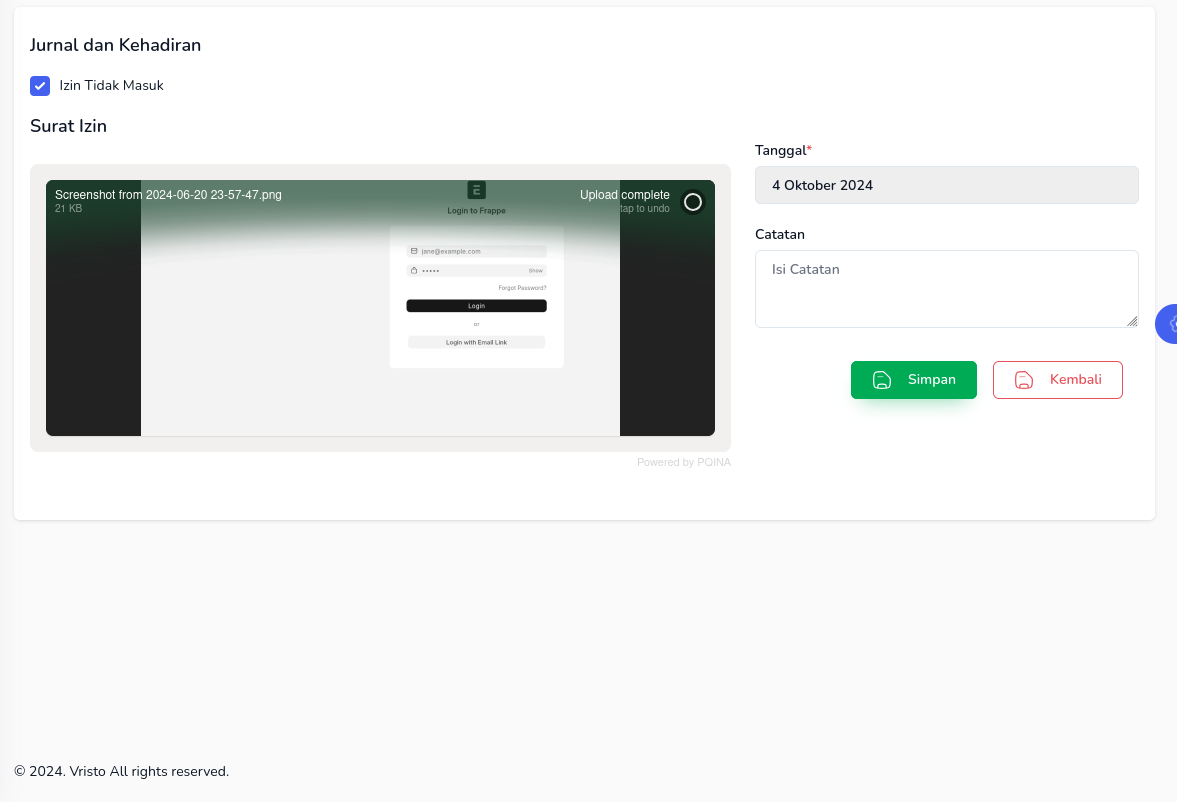 Jurnal dan Kehadiran
Izin Tidak Masuk
Surat Izin
Screenshot from 2024-06-20 23-57-47.png
21 KB
Upload complete
tap to undo
E
Login to Frappe
jane@example.com
•••••
Show
Forgot Password?
Login
or
Login with Email Link
Powered by PQINA
Tanggal*
4 Oktober 2024
Catatan
Isi Catatan
Simpan
Kembali
© 2024. Vristo All rights reserved.